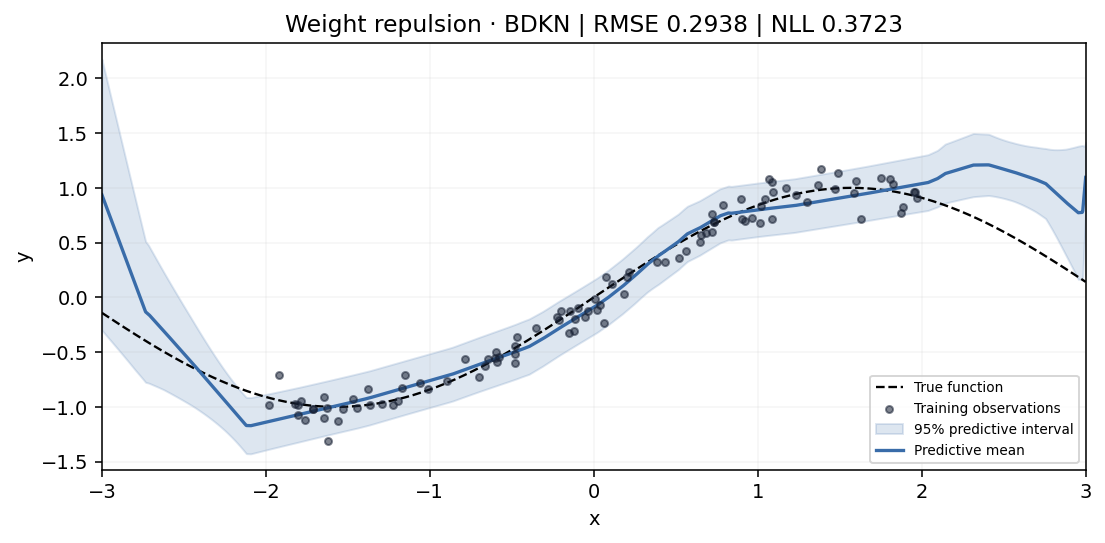 Weight repulsion · BDKN | RMSE 0.2938 | NLL 0.3723
2.0
1.5
1.0
0.5
0.0
−0.5
−1.0
−1.5
y
True function
Training observations
95% predictive interval
Predictive mean
−3 −2 −1 0 1 2 3
x